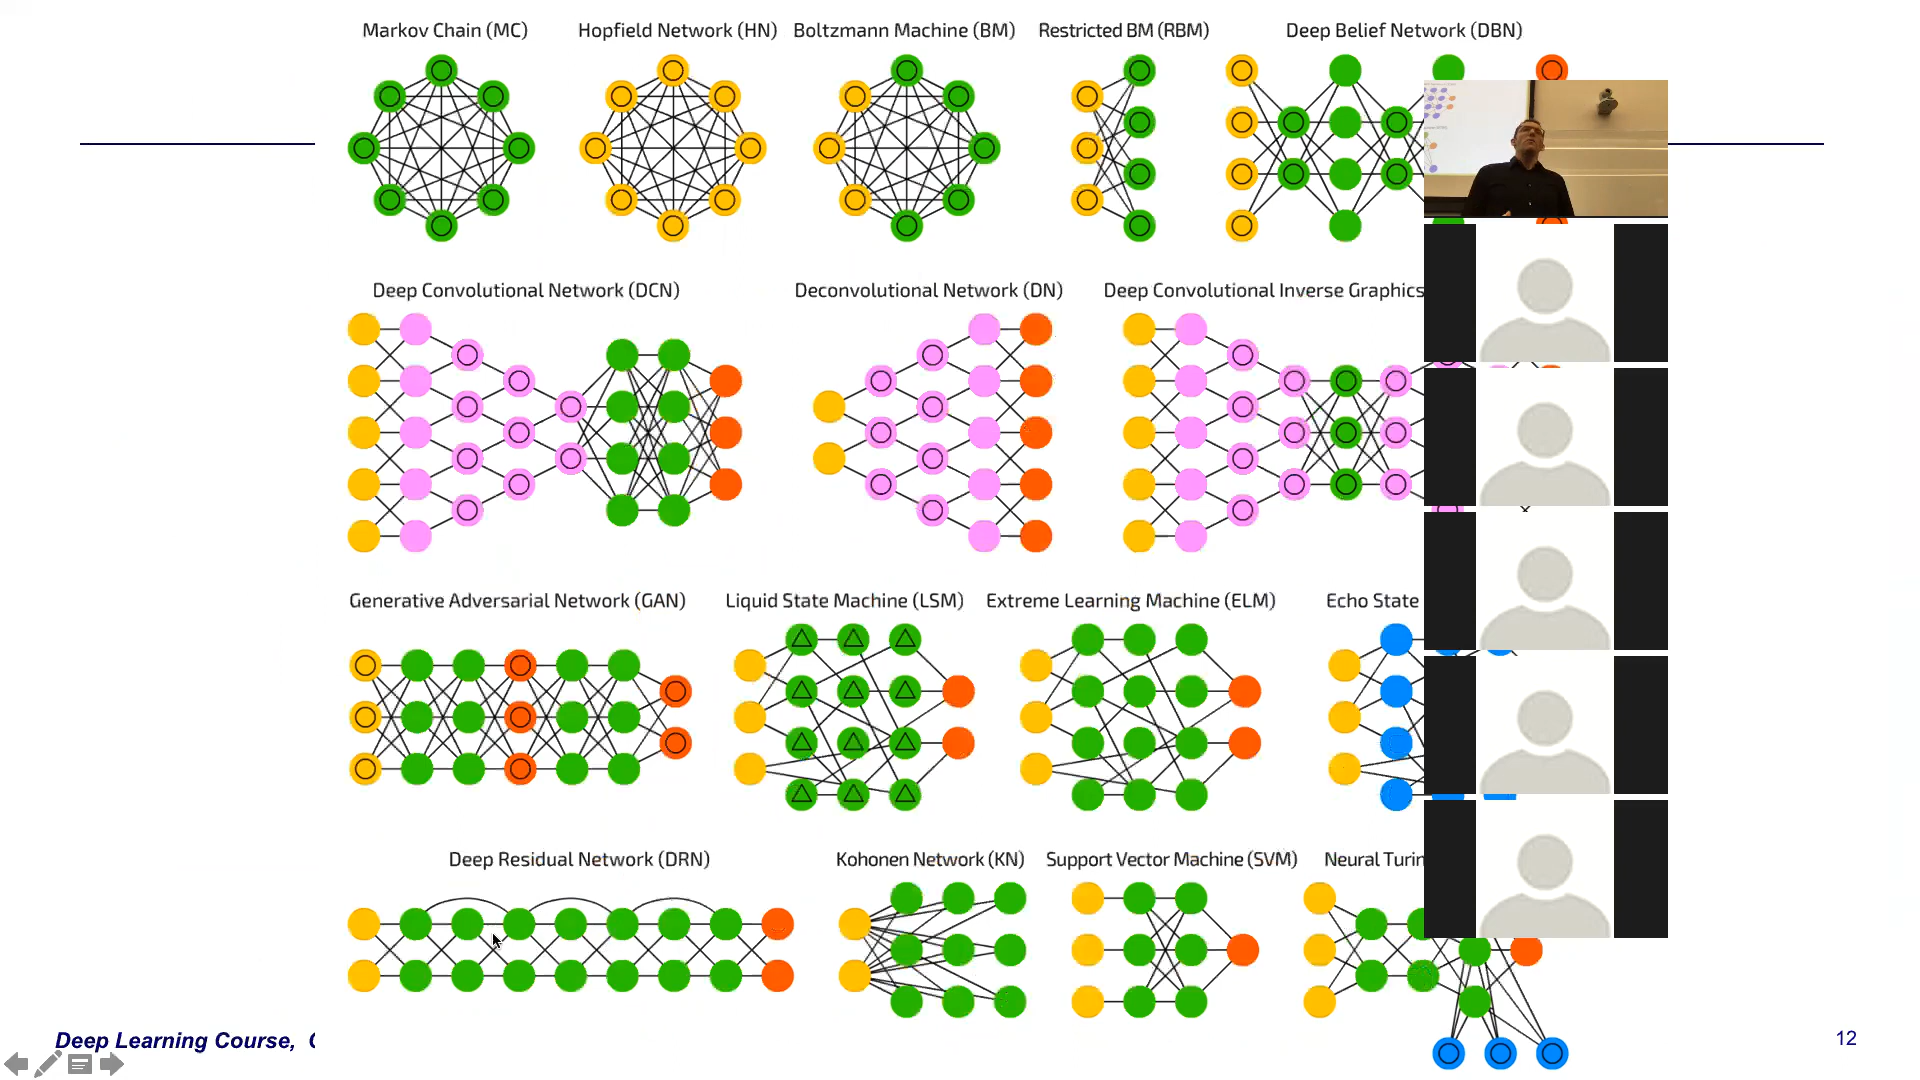 Markov Chain (MC)
Hopfield Network (HN)
Boltzmann Machine (BM)
Restricted BM (RBM)
Deep Belief Network (DBN)
Deep Convolutional Network (DCN)
Deconvolutional Network (DN)
Deep Convolutional Inverse Graphics
Generative Adversarial Network (GAN)
Liquid State Machine (LSM)
Extreme Learning Machine (ELM)
Echo State
Deep Residual Network (DRN)
Kohonen Network (KN)
Support Vector Machine (SVM)
Neural
Deep Learning Course,
12